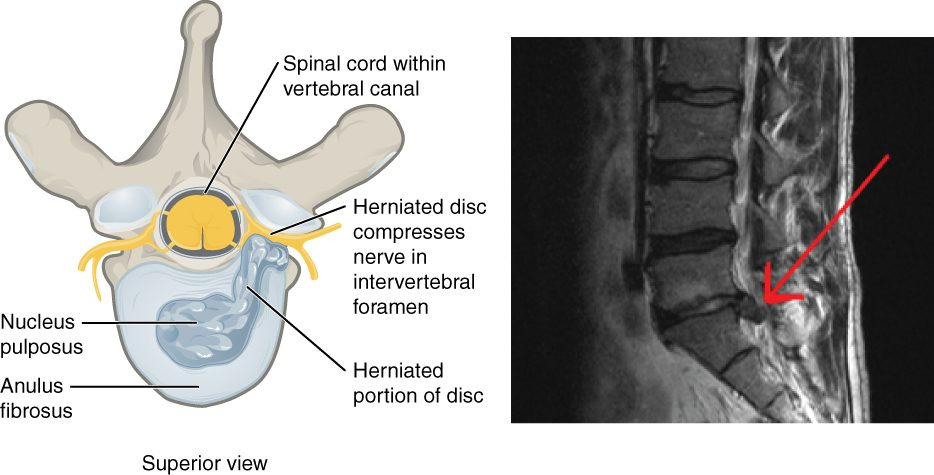 Spinal cord within
vertebral canal
Herniated disc
compresses
nerve in
intervertebral
foramen
Nucleus
pulposus
Herniated
portion of disc
Anulus
fibrosus
Superior view